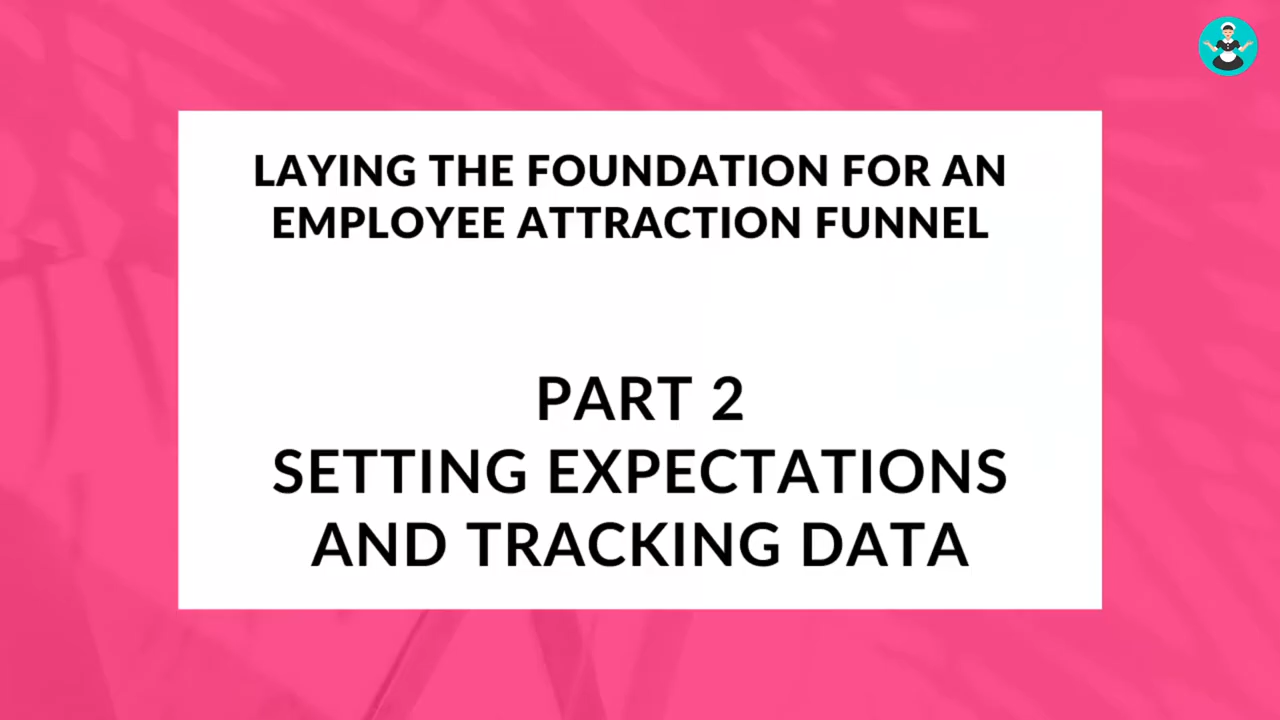 LAYING THE FOUNDATION FOR AN
EMPLOYEE ATTRACTION FUNNEL
PART 2
SETTING EXPECTATIONS
AND TRACKING DATA